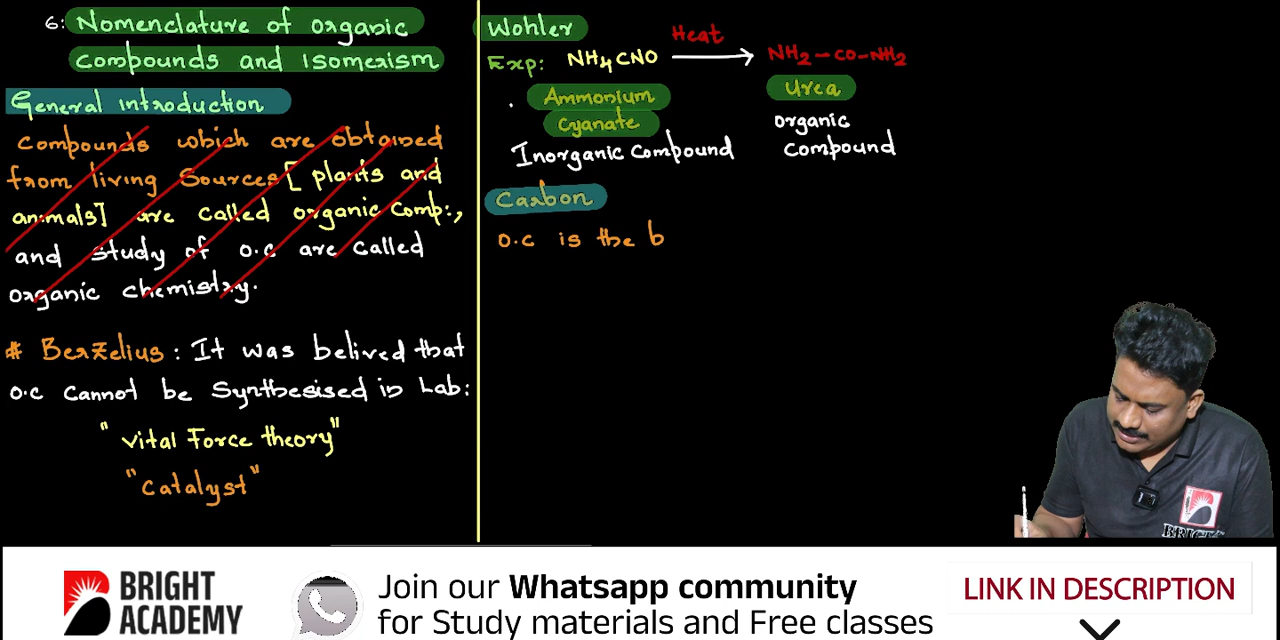 6: Nomenclature of organic
compounds and Isomerism
General introduction
Compounds which are obtained
from living Sources [plants and
animals] are called organic Comp:,
and study of o.c are called
organic chemistry.
# Berzelius: It was belived that
o.c cannot be Synthesised in Lab:
"Vital Force theory"
"Catalyst"
Wohler
Heat
Exp: NH4CNO → NH2-CO-NH2
Ammonium
Cyanate
Urea
Inorganic Compound
organic
Compound
Carbon
o.c is the b
BRIGHT
ACADEMY
Join our Whatsapp community
for Study materials and Free classes
LINK IN DESCRIPTION